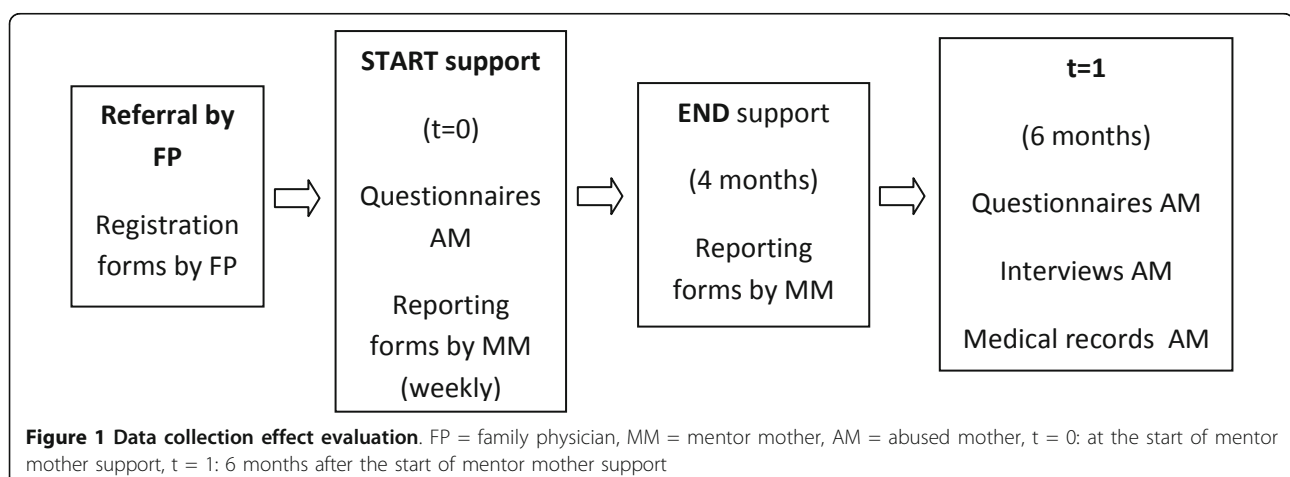 Referral by
FP
Registration
forms by FP
START support
(t=0)
Questionnaires
AM
Reporting
forms by MM
(weekly)
END support
(4 months)
Reporting
forms by MM
t=1
(6 months)
Questionnaires AM
Interviews AM
Medical records AM
Figure 1 Data collection effect evaluation. FP = family physician, MM = mentor mother, AM = abused mother, t = 0: at the start of mentor
mother support, t = 1: 6 months after the start of mentor mother support